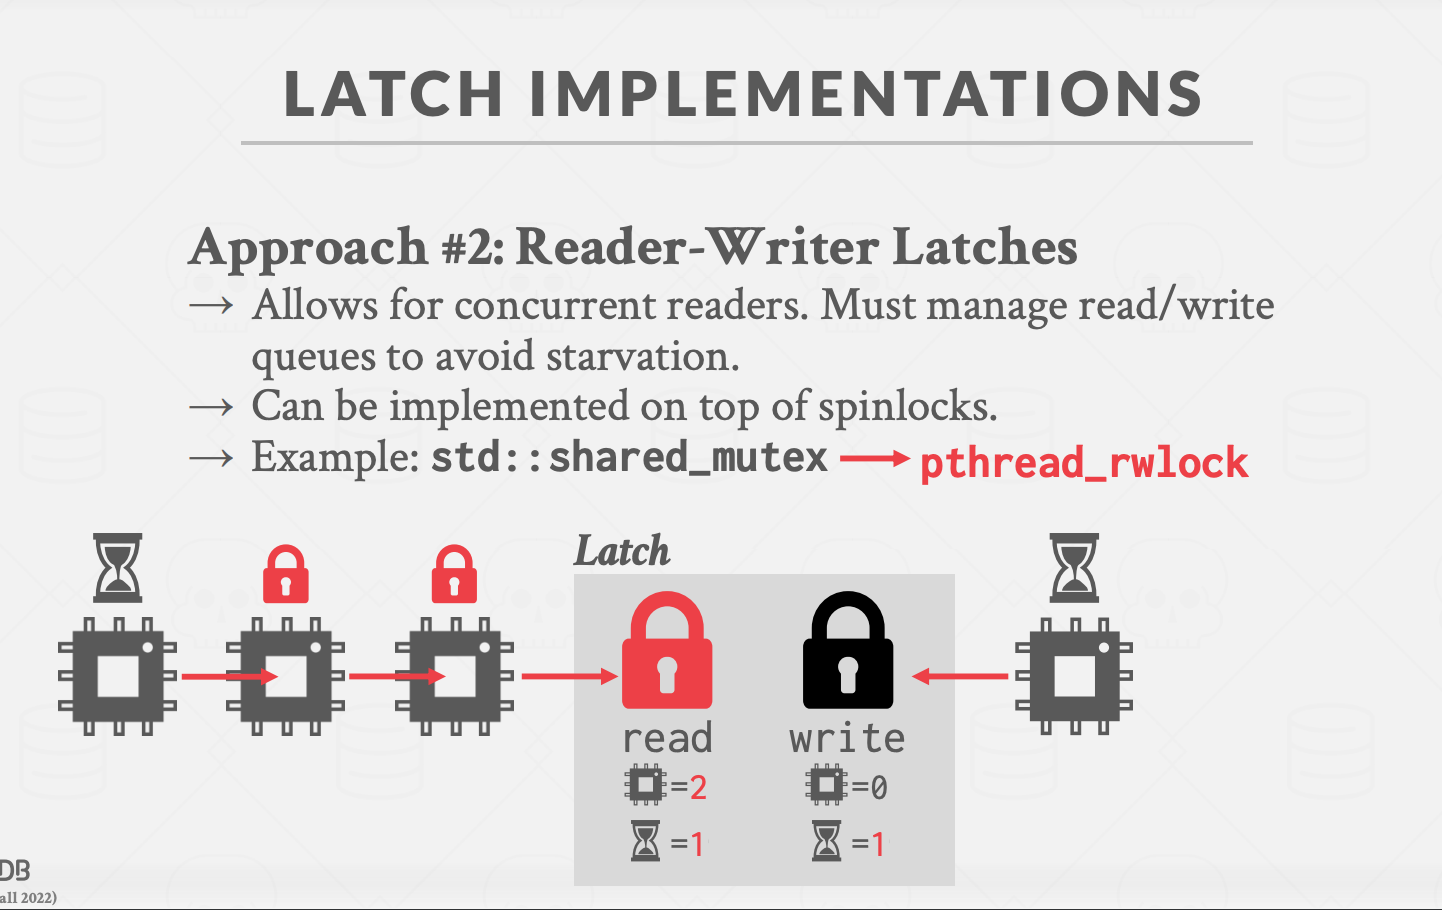 LATCH IMPLEMENTATIONS
Approach #2: Reader-Writer Latches
→ Allows for concurrent readers. Must manage read/write
queues to avoid starvation.
→ Can be implemented on top of spinlocks.
→ Example: std::shared_mutex → pthread_rwlock
Latch
read write
=2 =0
=1 =1
DB
all 2022)